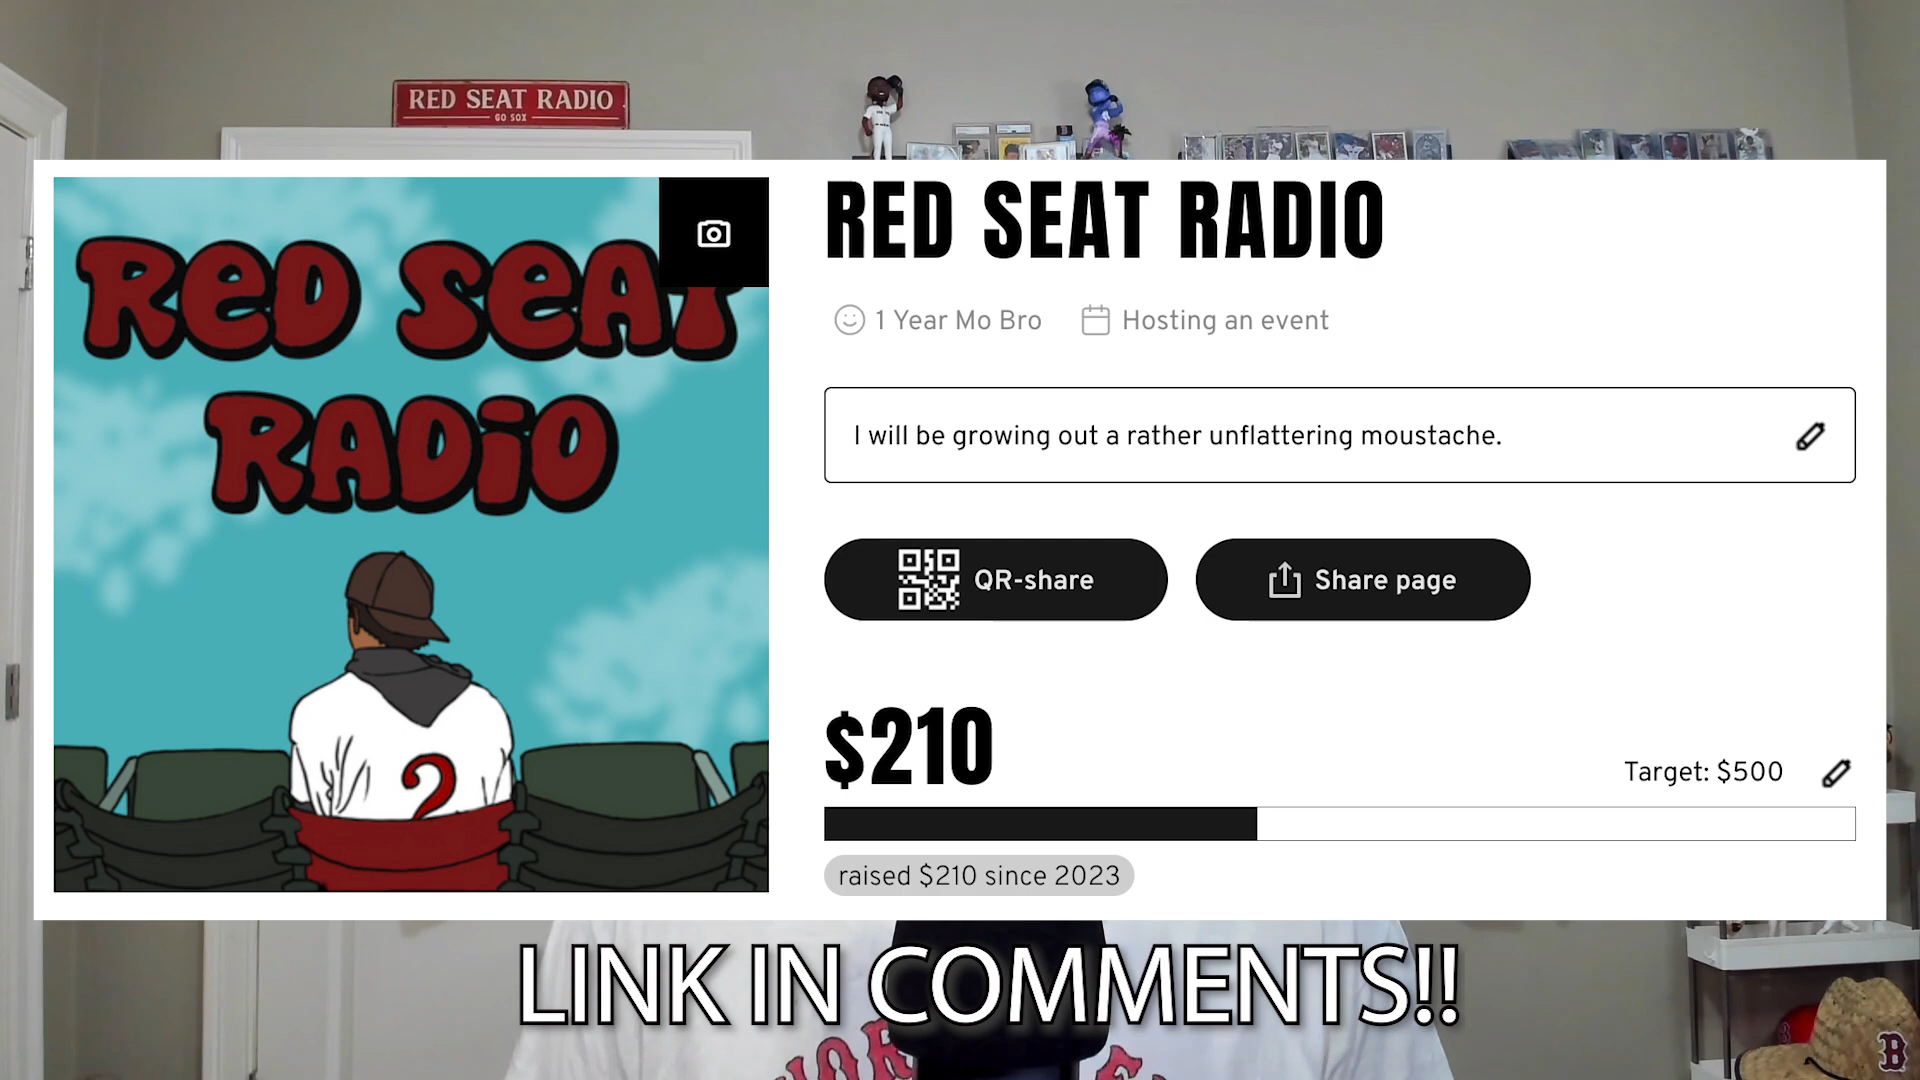 RED SEAT RADIO
GO SOX
RED SEAT
RADIO
2
RED SEAT RADIO
1 Year Mo Bro
Hosting an event
I will be growing out a rather unflattering moustache.
QR-share
Share page
$210
Target: $500
raised $210 since 2023
LINK IN COMMENTS!!
B